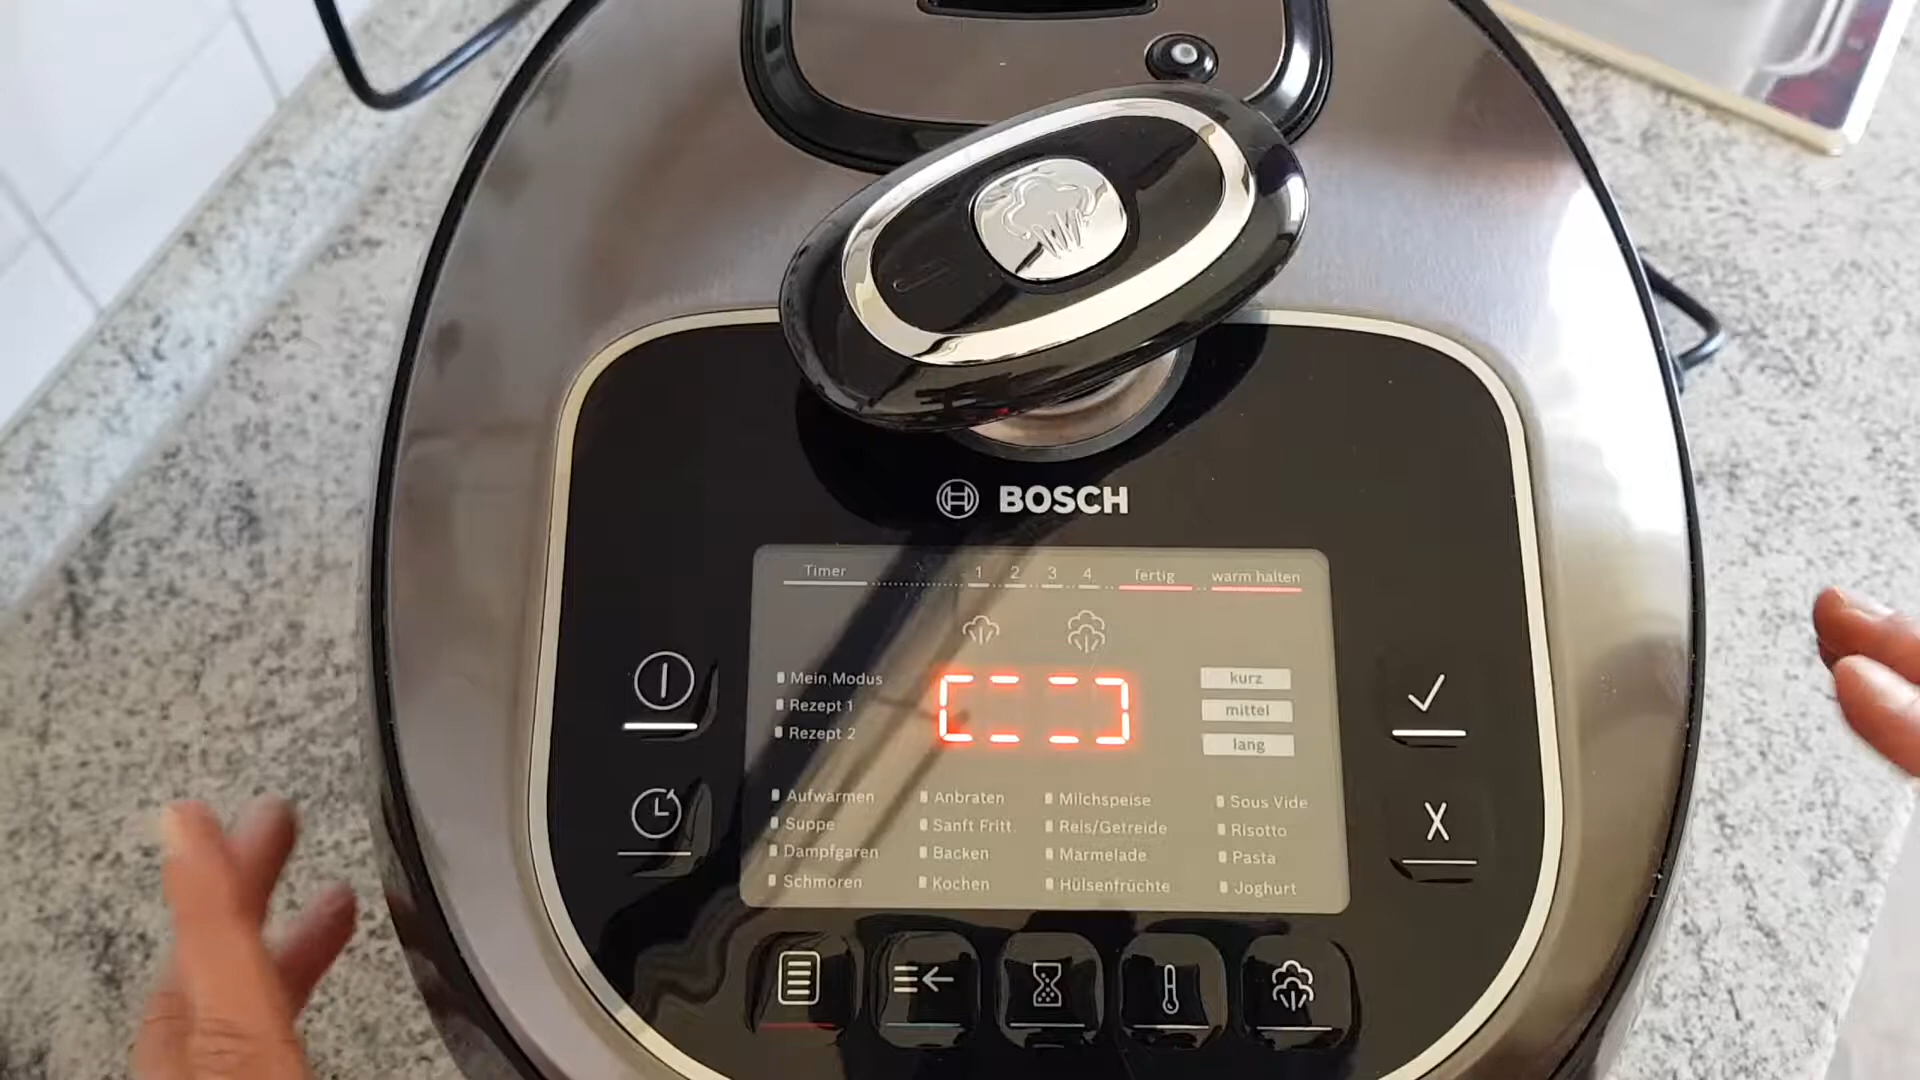 BOSCH
Timer 1 2 3 4 fertig warm halten
Mein Modus
Rezept 1
Rezept 2
kurz
mittel
lang
Aufwärmen Anbraten Milchspeise Sous Vide
Suppe Sanft Fritt. Reis/Getreide Risotto
Dampfgaren Backen Marmelade Pasta
Schmoren Kochen Hülsenfrüchte Joghurt